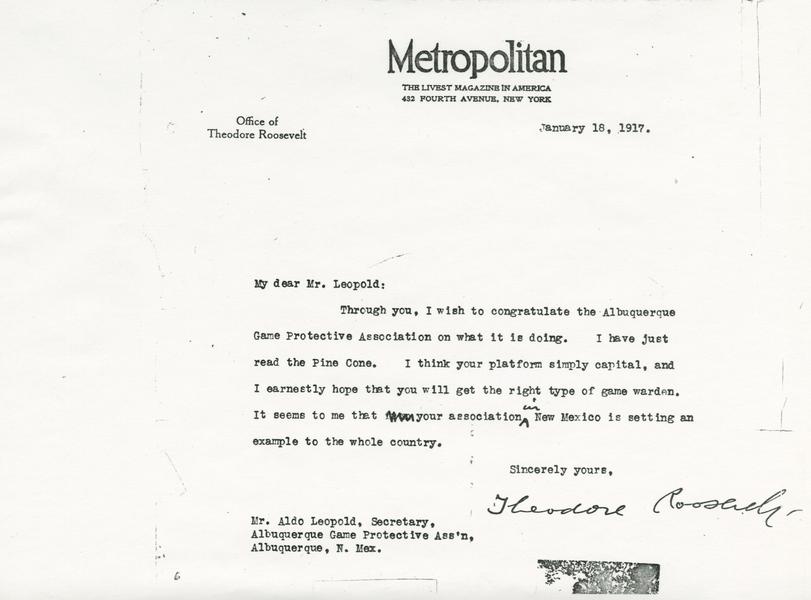 Metropolitan
THE LIVEST MAGAZINE IN AMERICA
432 FOURTH AVENUE, NEW YORK
Office of
Theodore Roosevelt
January 18, 1917.
My dear Mr. Leopold:
Through you, I wish to congratulate the Albuquerque
Game Protective Association on what it is doing. I have just
read the Pine Cone. I think your platform simply capital, and
I earnestly hope that you will get the right type of game warden.
It seems to me that your association in New Mexico is setting an
example to the whole country.
Sincerely yours,
Theodore Roosevelt
Mr. Aldo Leopold, Secretary,
Albuquerque Game Protective Ass'n,
Albuquerque, N. Mex.
6